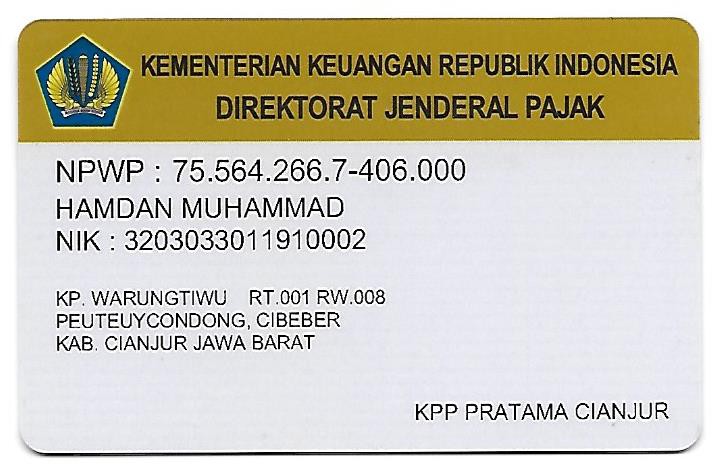 KEMENTERIAN KEUANGAN REPUBLIK INDONESIA
DIREKTORAT JENDERAL PAJAK
NPWP : 75.564.266.7-406.000
HAMDAN MUHAMMAD
NIK : 3203033011910002
KP. WARUNGTIWU RT.001 RW.008
PEUTEUYCONDONG, CIBEBER
KAB. CIANJUR JAWA BARAT
KPP PRATAMA CIANJUR